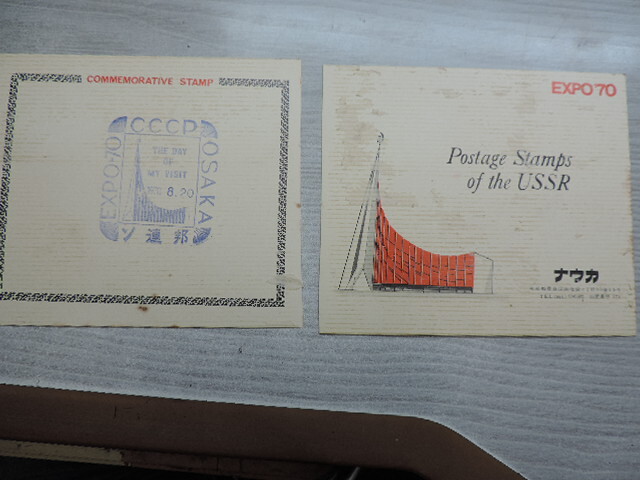 COMMEMORATIVE STAMP
CCCP
EXPO'70
OSAKA
THE DAY
OF
MY VISIT
8.20
ソ連邦
EXPO'70
Postage Stamps
of the USSR
ナウカ